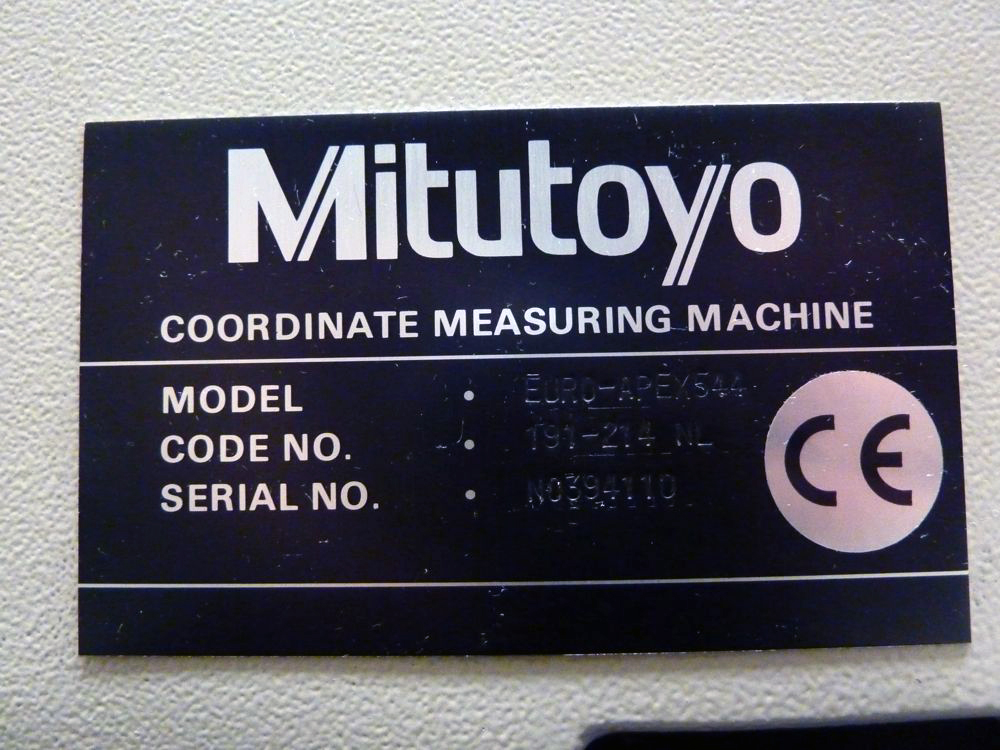 Mitutoyo
COORDINATE MEASURING MACHINE
MODEL : EURO-APEX544
CODE NO. : 191-214 NL
SERIAL NO. :
CE